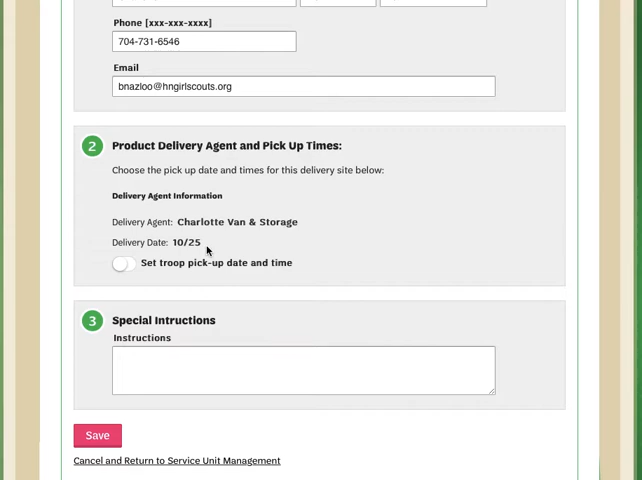 Phone [xxx-xxx-xxxx]
704-731-6546
Email
bnazloo@hngirlscouts.org
2 Product Delivery Agent and Pick Up Times:
Choose the pick up date and times for this delivery site below:
Delivery Agent Information
Delivery Agent: Charlotte Van & Storage
Delivery Date: 10/25
Set troop pick-up date and time
3 Special Intructions
Instructions
Save
Cancel and Return to Service Unit Management